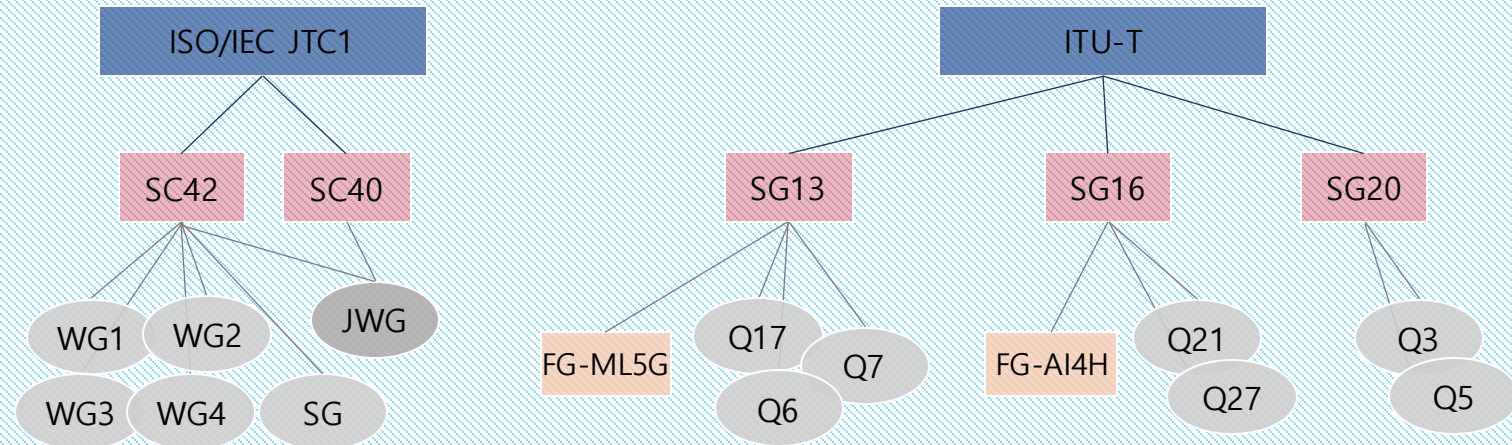 ISO/IEC JTC1
ITU-T
SC42
SC40
SG13
SG16
SG20
WG1
WG2
JWG
WG3
WG4
SG
FG-ML5G
Q17
Q7
Q6
FG-AI4H
Q21
Q27
Q3
Q5